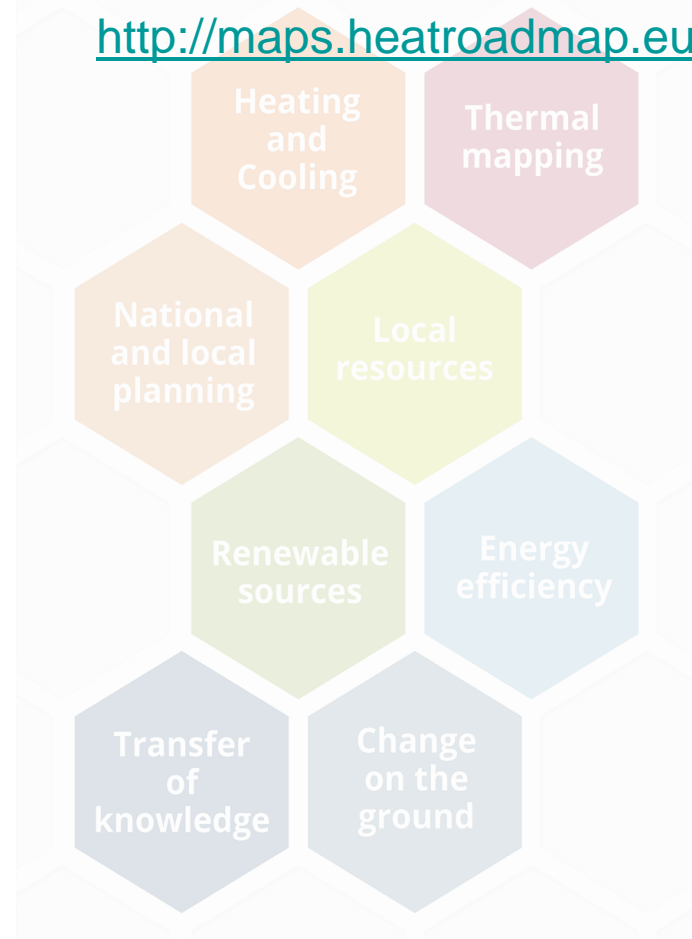 http://maps.heatroadmap.eu
Heating
and
Cooling
Thermal
mapping
National
and local
planning
Local
resources
Renewable
sources
Energy
efficiency
Transfer
of
knowledge
Change
on the
ground